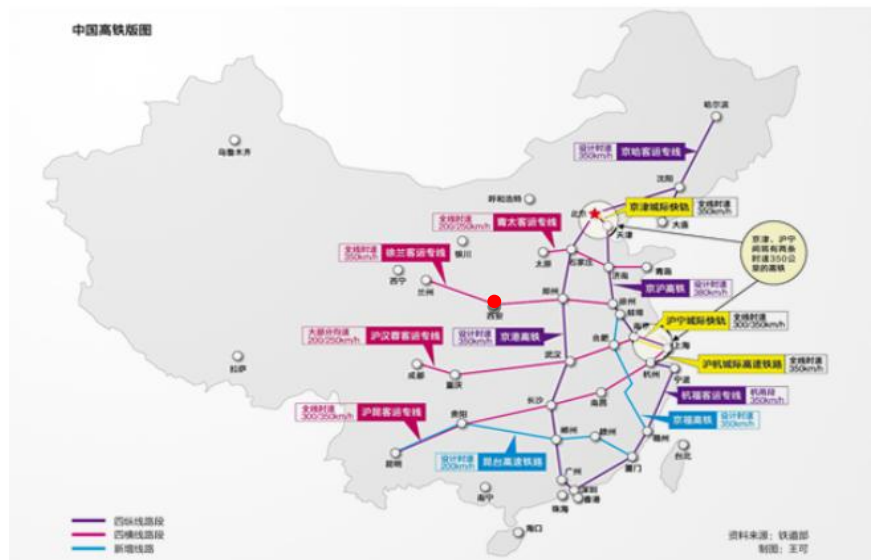 中国高铁版图
哈尔滨
乌鲁木齐
设计时速
350km/h
京哈客运专线
沈阳
呼和浩特
北京
京津城际快轨
全线时速
350km/h
大连
天津
全线时速
200/250km/h
青太客运专线
京津、沪宁
间将有两条
时速350公
里的高铁
银川
太原
石家庄
济南
青岛
全线时速
350km/h
徐兰客运专线
西宁
兰州
京沪高铁
设计时速
380km/h
郑州
徐州
西安
蚌埠
南京
沪宁城际快轨
全线时速
300/350km/h
大部分均速
200/250km/h
沪汉蓉客运专线
设计时速
350km/h
京港高铁
合肥
上海
拉萨
武汉
沪杭城际高速铁路
全线时速
350km/h
成都
重庆
杭州
宁波
杭福客运专线
杭甬段
350km/h
全线时速
300/350km/h
沪昆客运专线
长沙
南昌
贵阳
京福高铁
设计时速
350km/h
郴州
赣州
福州
昆明
设计时速
200km/h
昆台高速铁路
台北
厦门
广州
南宁
深圳
珠海
香港
海口
四纵线路段
四横线路段
新增线路
资料来源：铁道部
制图：王可